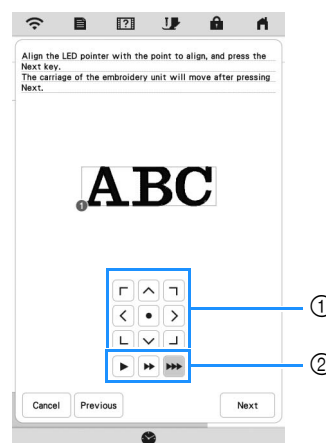 Align the LED pointer with the point to align, and press the
Next key.
The carriage of the embroidery unit will move after pressing
Next.
ABC
1
①
②
Cancel Previous Next